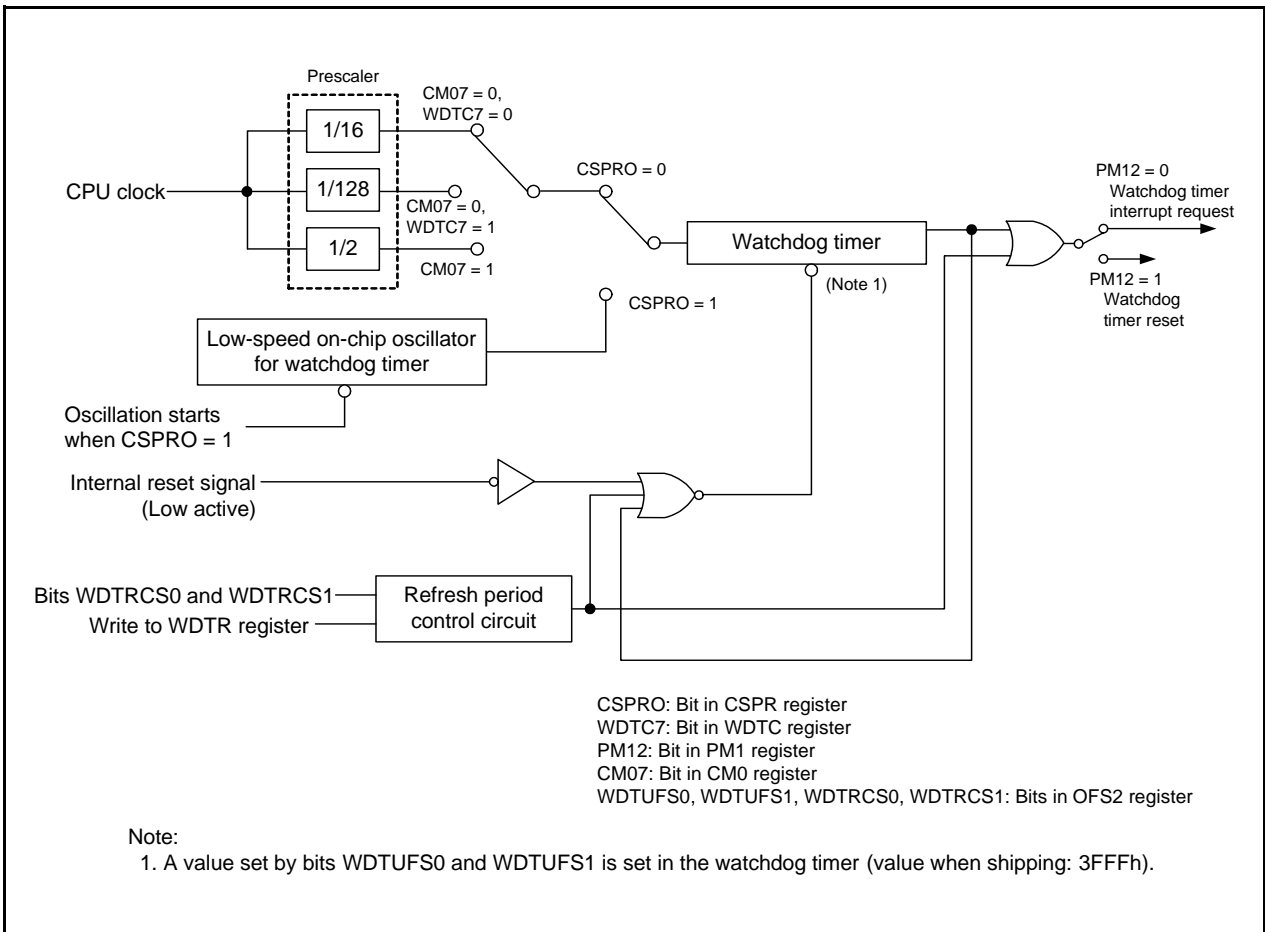 Prescaler
CM07 = 0,
WDTC7 = 0
1/16
CSPRO = 0
PM12 = 0
Watchdog timer
interrupt request
CPU clock
1/128
CM07 = 0,
WDTC7 = 1
1/2
CM07 = 1
Watchdog timer
(Note 1)
PM12 = 1
Watchdog
timer reset
CSPRO = 1
Low-speed on-chip oscillator
for watchdog timer
Oscillation starts
when CSPRO = 1
Internal reset signal
(Low active)
Bits WDTRCS0 and WDTRCS1
Write to WDTR register
Refresh period
control circuit
CSPRO: Bit in CSPR register
WDTC7: Bit in WDTC register
PM12: Bit in PM1 register
CM07: Bit in CM0 register
WDTUFS0, WDTUFS1, WDTRCS0, WDTRCS1: Bits in OFS2 register
Note:
1. A value set by bits WDTUFS0 and WDTUFS1 is set in the watchdog timer (value when shipping: 3FFFh).